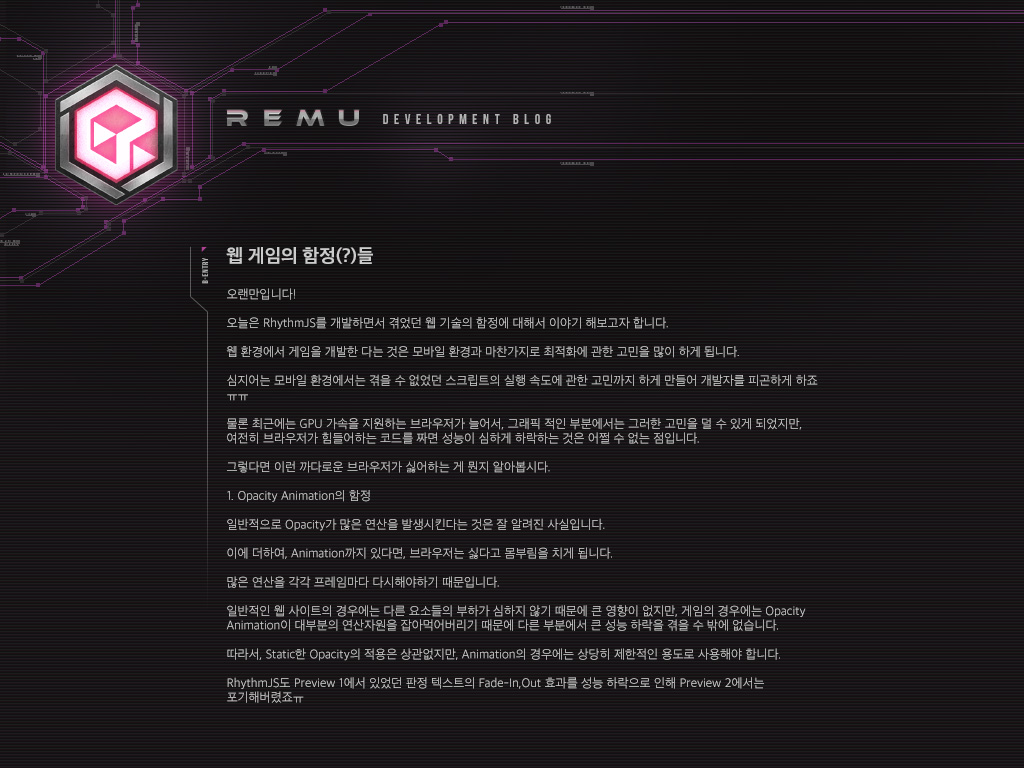 REMU DEVELOPMENT BLOG
B-ENTRY
웹 게임의 함정(?)들
오랜만입니다!
오늘은 RhythmJS를 개발하면서 겪었던 웹 기술의 함정에 대해서 이야기 해보고자 합니다.
웹 환경에서 게임을 개발한 다는 것은 모바일 환경과 마찬가지로 최적화에 관한 고민을 많이 하게 됩니다.
심지어는 모바일 환경에서는 겪을 수 없었던 스크립트의 실행 속도에 관한 고민까지 하게 만들어 개발자를 피곤하게 하죠
ㅠㅠ
물론 최근에는 GPU 가속을 지원하는 브라우저가 늘어서, 그래픽 적인 부분에서는 그러한 고민을 덜 수 있게 되었지만,
여전히 브라우저가 힘들어하는 코드를 짜면 성능이 심하게 하락하는 것은 어쩔 수 없는 점입니다.
그렇다면 이런 까다로운 브라우저가 싫어하는 게 뭔지 알아봅시다.
1. Opacity Animation의 함정
일반적으로 Opacity가 많은 연산을 발생시킨다는 것은 잘 알려진 사실입니다.
이에 더하여, Animation까지 있다면, 브라우저는 싫다고 몸부림을 치게 됩니다.
많은 연산을 각각 프레임마다 다시해야하기 때문입니다.
일반적인 웹 사이트의 경우에는 다른 요소들의 부하가 심하지 않기 때문에 큰 영향이 없지만, 게임의 경우에는 Opacity
Animation이 대부분의 연산자원을 잡아먹어버리기 때문에 다른 부분에서 큰 성능 하락을 겪을 수 밖에 없습니다.
따라서, Static한 Opacity의 적용은 상관없지만, Animation의 경우에는 상당히 제한적인 용도로 사용해야 합니다.
RhythmJS도 Preview 1에서 있었던 판정 텍스트의 Fade-In,Out 효과를 성능 하락으로 인해 Preview 2에서는
포기해버렸죠ㅠ